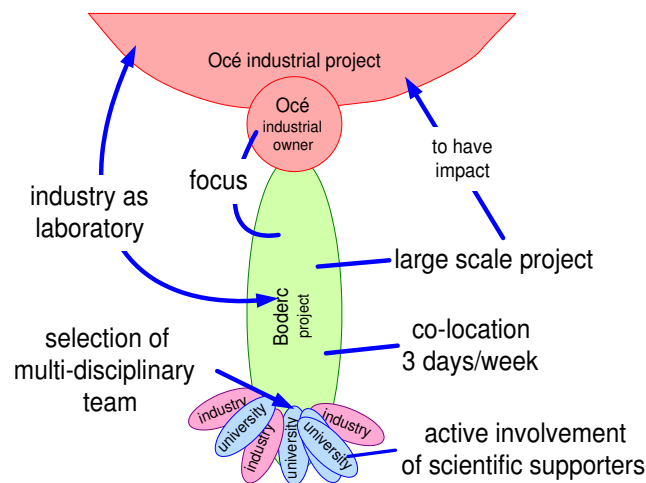 Océ industrial project
Océ
industrial
owner
to have
impact
focus
industry as
laboratory
large scale project
Boderc
project
co-location
3 days/week
selection of
multi-disciplinary
team
industry
university
industry
university
university
industry
active involvement
of scientific supporters